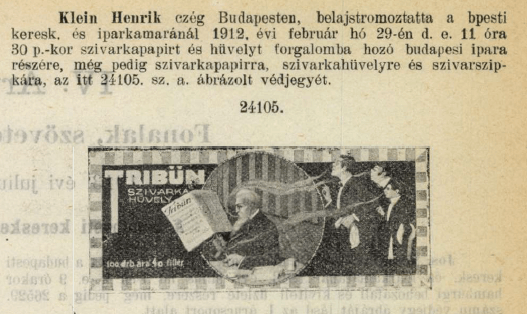 Klein Henrik czég Budapesten, belajstromoztatta a bpesti
keresk. és iparkamaránál 1912. évi február hó 29-én d. e. 11 óra
30 p.-kor szivarkapapirt és hüvelyt forgalomba hozó budapesti ipara
részére, még pedig szivarkapapirra, szivarkahüvelyre és szivarszip-
kára, az itt 24105. sz. a. ábrázolt védjegyét.
24105.
TRIBÜN
SZIVARKA
HÜVELY
Tribün
100 drb ára 40 fillér